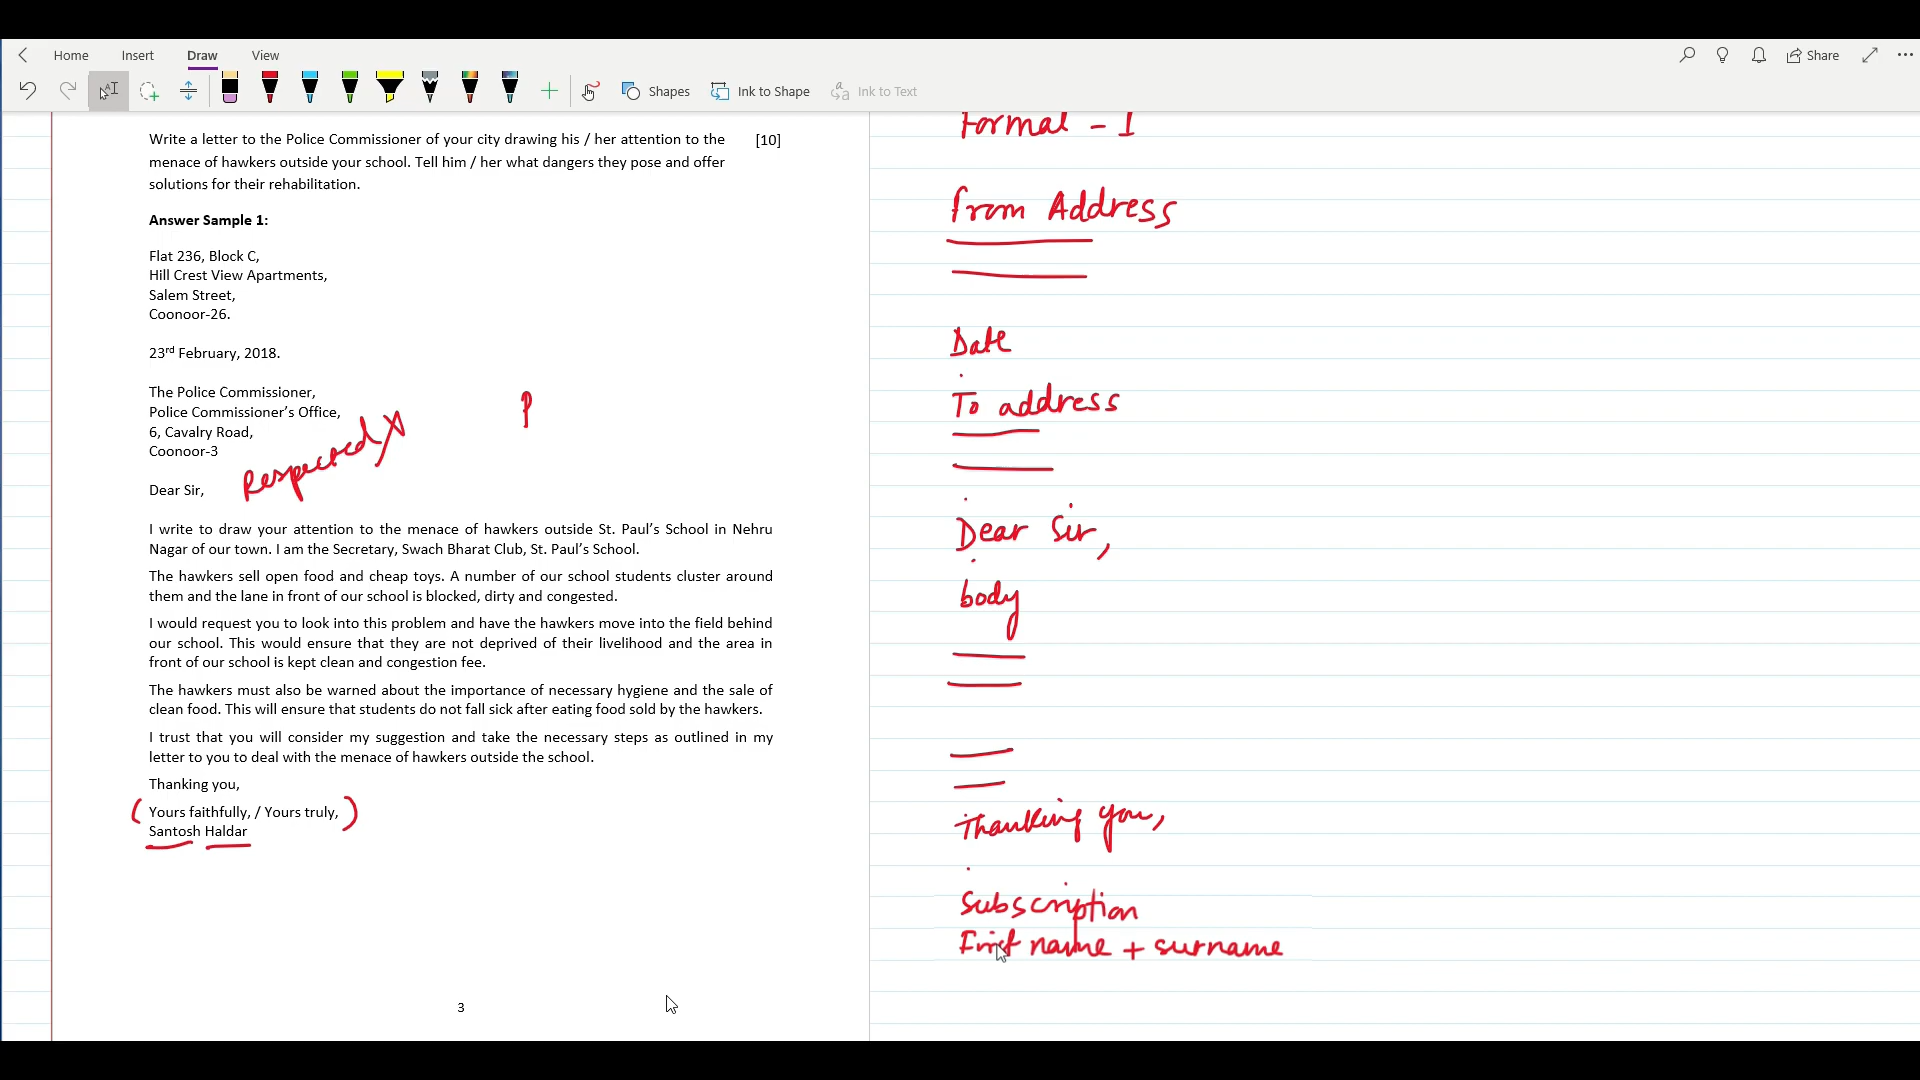 Home Insert Draw View Share
Shapes Ink to Shape Ink to Text
Write a letter to the Police Commissioner of your city drawing his / her attention to the [10]
menace of hawkers outside your school. Tell him / her what dangers they pose and offer
solutions for their rehabilitation.
Answer Sample 1:
Flat 236, Block C,
Hill Crest View Apartments,
Salem Street,
Coonoor-26.
23rd February, 2018.
The Police Commissioner,
Police Commissioner's Office,
6, Cavalry Road,
Coonoor-3
Respected X
P
Dear Sir,
I write to draw your attention to the menace of hawkers outside St. Paul's School in Nehru
Nagar of our town. I am the Secretary, Swach Bharat Club, St. Paul's School.
The hawkers sell open food and cheap toys. A number of our school students cluster around
them and the lane in front of our school is blocked, dirty and congested.
I would request you to look into this problem and have the hawkers move into the field behind
our school. This would ensure that they are not deprived of their livelihood and the area in
front of our school is kept clean and congestion fee.
The hawkers must also be warned about the importance of necessary hygiene and the sale of
clean food. This will ensure that students do not fall sick after eating food sold by the hawkers.
I trust that you will consider my suggestion and take the necessary steps as outlined in my
letter to you to deal with the menace of hawkers outside the school.
Thanking you,
(Yours faithfully, / Yours truly,)
Santosh Haldar
3
Formal - 1
from Address
Date
To address
Dear Sir,
body
Thanking you,
Subscription
First name + surname